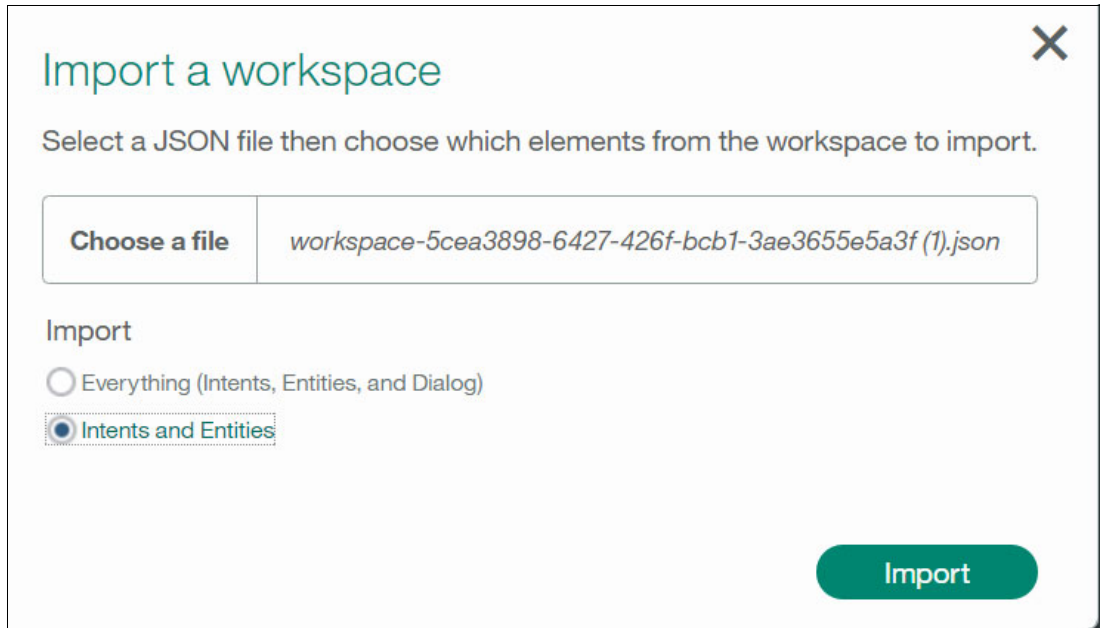 Import a workspace
Select a JSON file then choose which elements from the workspace to import.
Choose a file workspace-5cea3898-6427-426f-bcb1-3ae3655e5a3f (1).json
Import
Everything (Intents, Entities, and Dialog)
Intents and Entities
Import